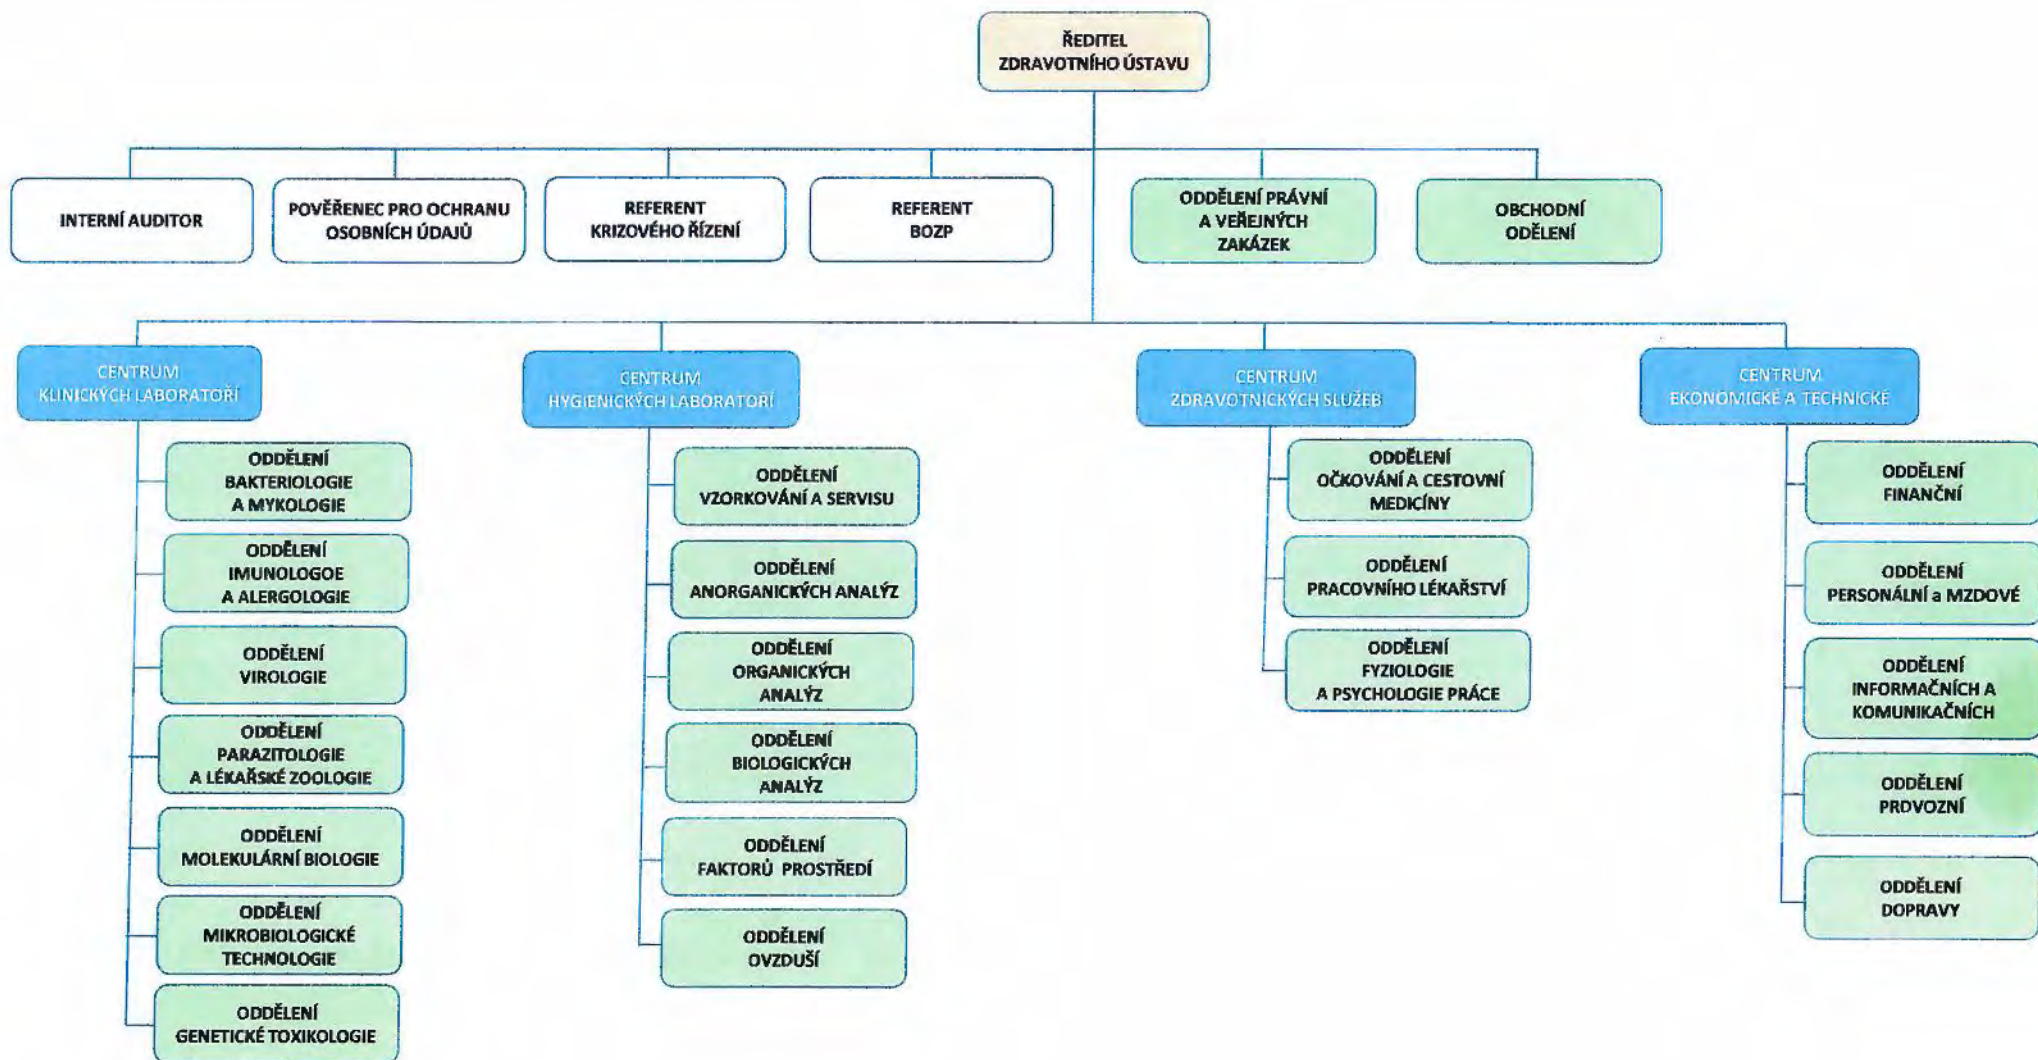 ŘEDITEL
ZDRAVOTNÍHO ÚSTAVU
INTERNÍ AUDITOR
POVĚŘENEC PRO OCHRANU
OSOBNÍCH ÚDAJŮ
REFERENT
KRIZOVÉHO ŘÍZENÍ
REFERENT
BOZP
ODDĚLENÍ PRÁVNÍ
A VEŘEJNÝCH
ZAKÁZEK
OBCHODNÍ
ODĚLENÍ
CENTRUM
KLINICKÝCH LABORATOŘÍ
ODDĚLENÍ
BAKTERIOLOGIE
A MYKOLOGIE
ODDĚLENÍ
IMUNOLOGOE
A ALERGOLOGIE
ODDĚLENÍ
VIROLOGIE
ODDĚLENÍ
PARAZITOLOGIE
A LÉKAŘSKÉ ZOOLOGIE
ODDĚLENÍ
MOLEKULÁRNÍ BIOLOGIE
ODDĚLENÍ
MIKROBIOLOGICKÉ
TECHNOLOGIE
ODDĚLENÍ
GENETICKÉ TOXIKOLOGIE
CENTRUM
HYGIENICKÝCH LABORATOŘÍ
ODDĚLENÍ
VZORKOVÁNÍ A SERVISU
ODDĚLENÍ
ANORGANICKÝCH ANALÝZ
ODDĚLENÍ
ORGANICKÝCH
ANALÝZ
ODDĚLENÍ
BIOLOGICKÝCH
ANALÝZ
ODDĚLENÍ
FAKTORŮ PROSTŘEDÍ
ODDĚLENÍ
OVZDUŠÍ
CENTRUM
ZDRAVOTNICKÝCH SLUŽEB
ODDĚLENÍ
OČKOVÁNÍ A CESTOVNÍ
MEDICÍNY
ODDĚLENÍ
PRACOVNÍHO LÉKAŘSTVÍ
ODDĚLENÍ
FYZIOLOGIE
A PSYCHOLOGIE PRÁCE
CENTRUM
EKONOMICKÉ A TECHNICKÉ
ODDĚLENÍ
FINANČNÍ
ODDĚLENÍ
PERSONÁLNÍ a MZDOVÉ
ODDĚLENÍ
INFORMAČNÍCH A
KOMUNIKAČNÍCH
ODDĚLENÍ
PROVOZNÍ
ODDĚLENÍ
DOPRAVY